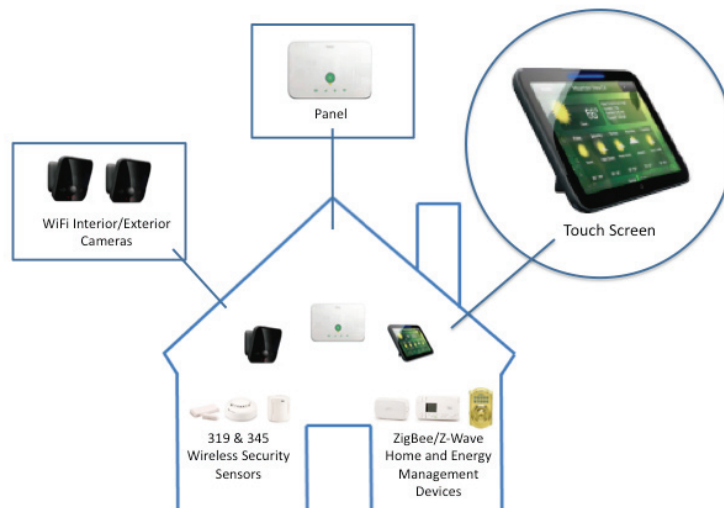 Panel
WiFi Interior/Exterior
Cameras
Touch Screen
319 & 345
Wireless Security
Sensors
ZigBee/Z-Wave
Home and Energy
Management
Devices